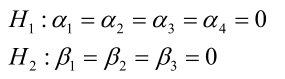 H₁ : α₁ = α₂ = α₃ = α₄ = 0
H₂ : β₁ = β₂ = β₃ = 0